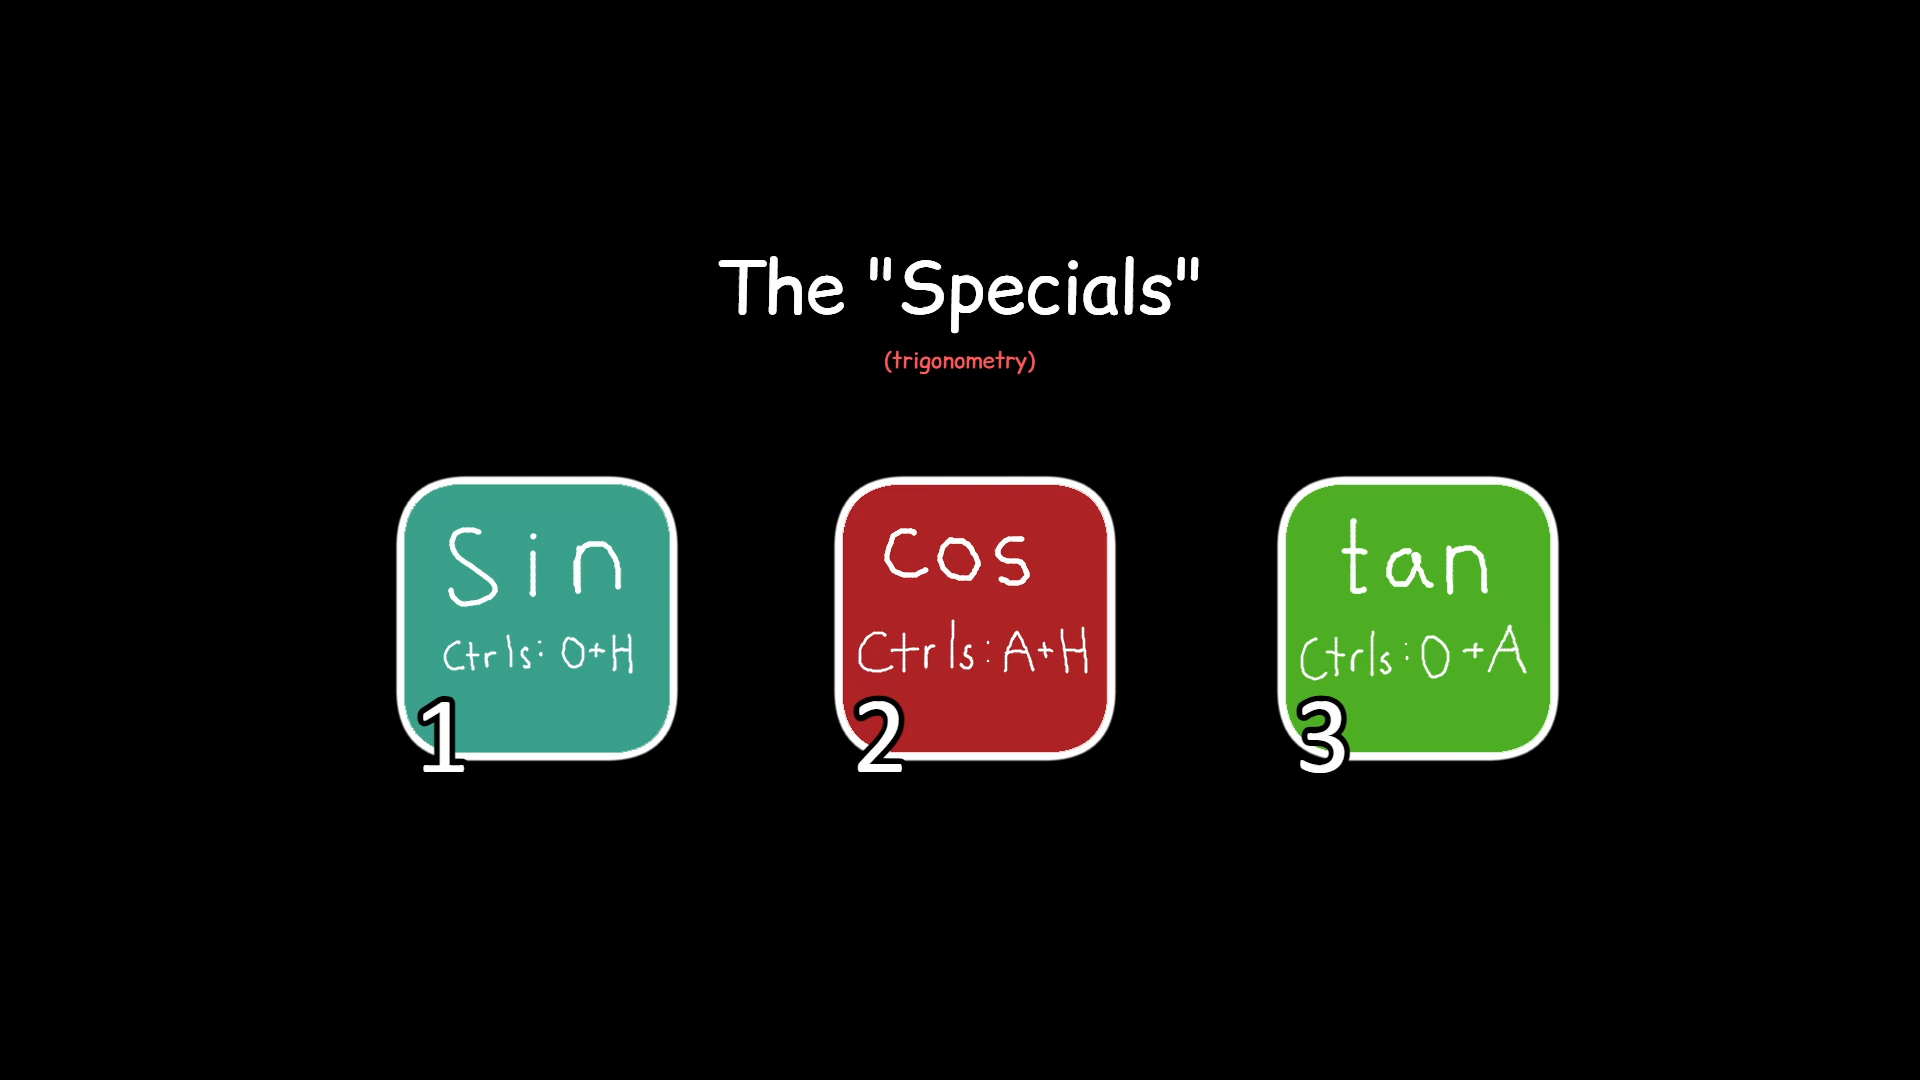 The "Specials"
(trigonometry)
Sin
Ctrls: O+H
1
cos
Ctrls: A+H
2
tan
Ctrls: O+A
3